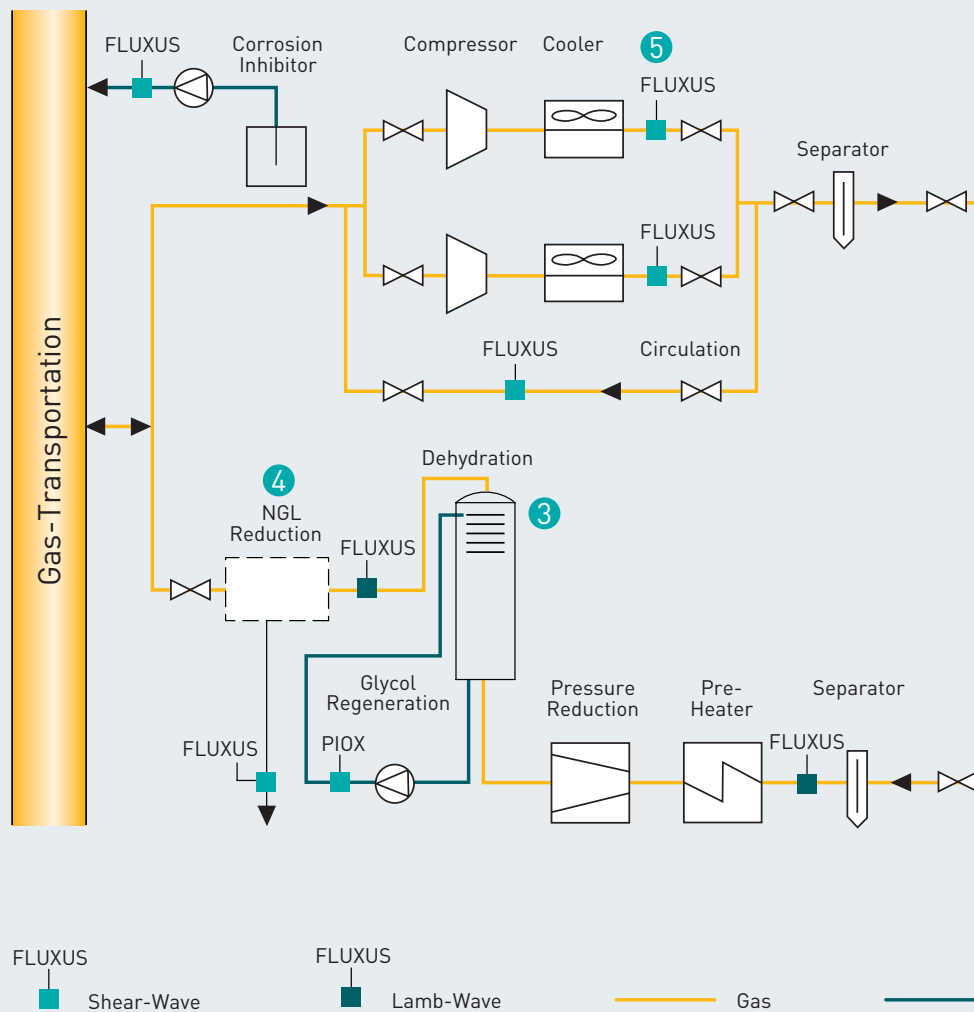 FLUXUS
Corrosion
Inhibitor
Compressor
Cooler
5
FLUXUS
Separator
FLUXUS
FLUXUS
Circulation
Gas-Transportation
Dehydration
4
NGL
Reduction
3
FLUXUS
Glycol
Regeneration
Pressure
Reduction
Pre-
Heater
Separator
FLUXUS
PIOX
FLUXUS
FLUXUS
Shear-Wave
FLUXUS
Lamb-Wave
Gas